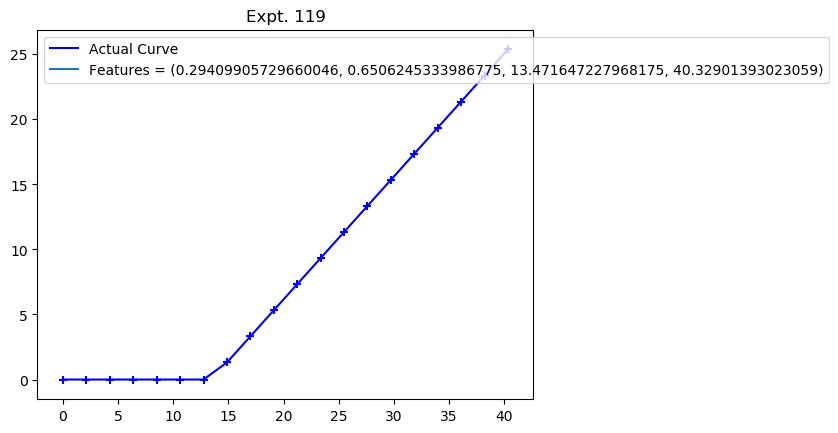 Expt. 119
Actual Curve
Features = (0.29409905729660046, 0.6506245333986775, 13.471647227968175, 40.32901393023059)
25
20
15
10
5
0
0 5 10 15 20 25 30 35 40